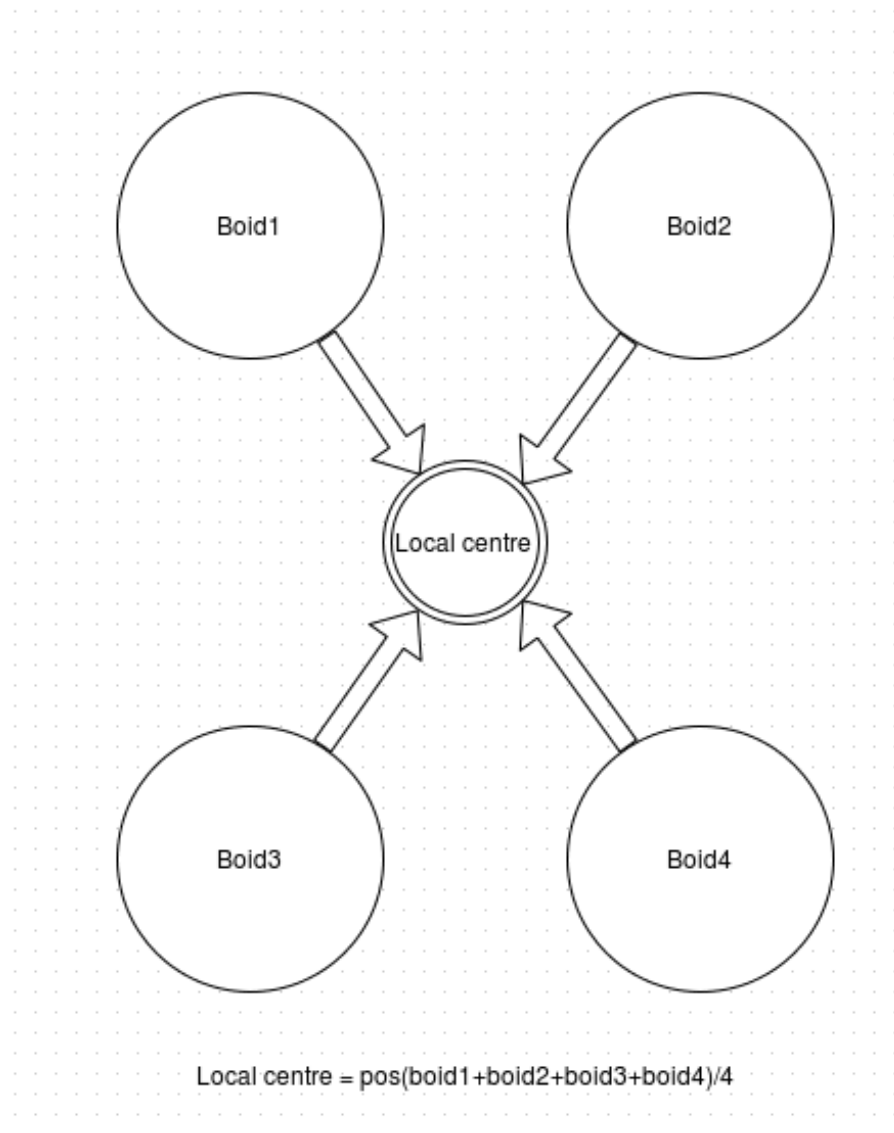 Boid1
Boid2
Local centre
Boid3
Boid4
Local centre = pos(boid1+boid2+boid3+boid4)/4